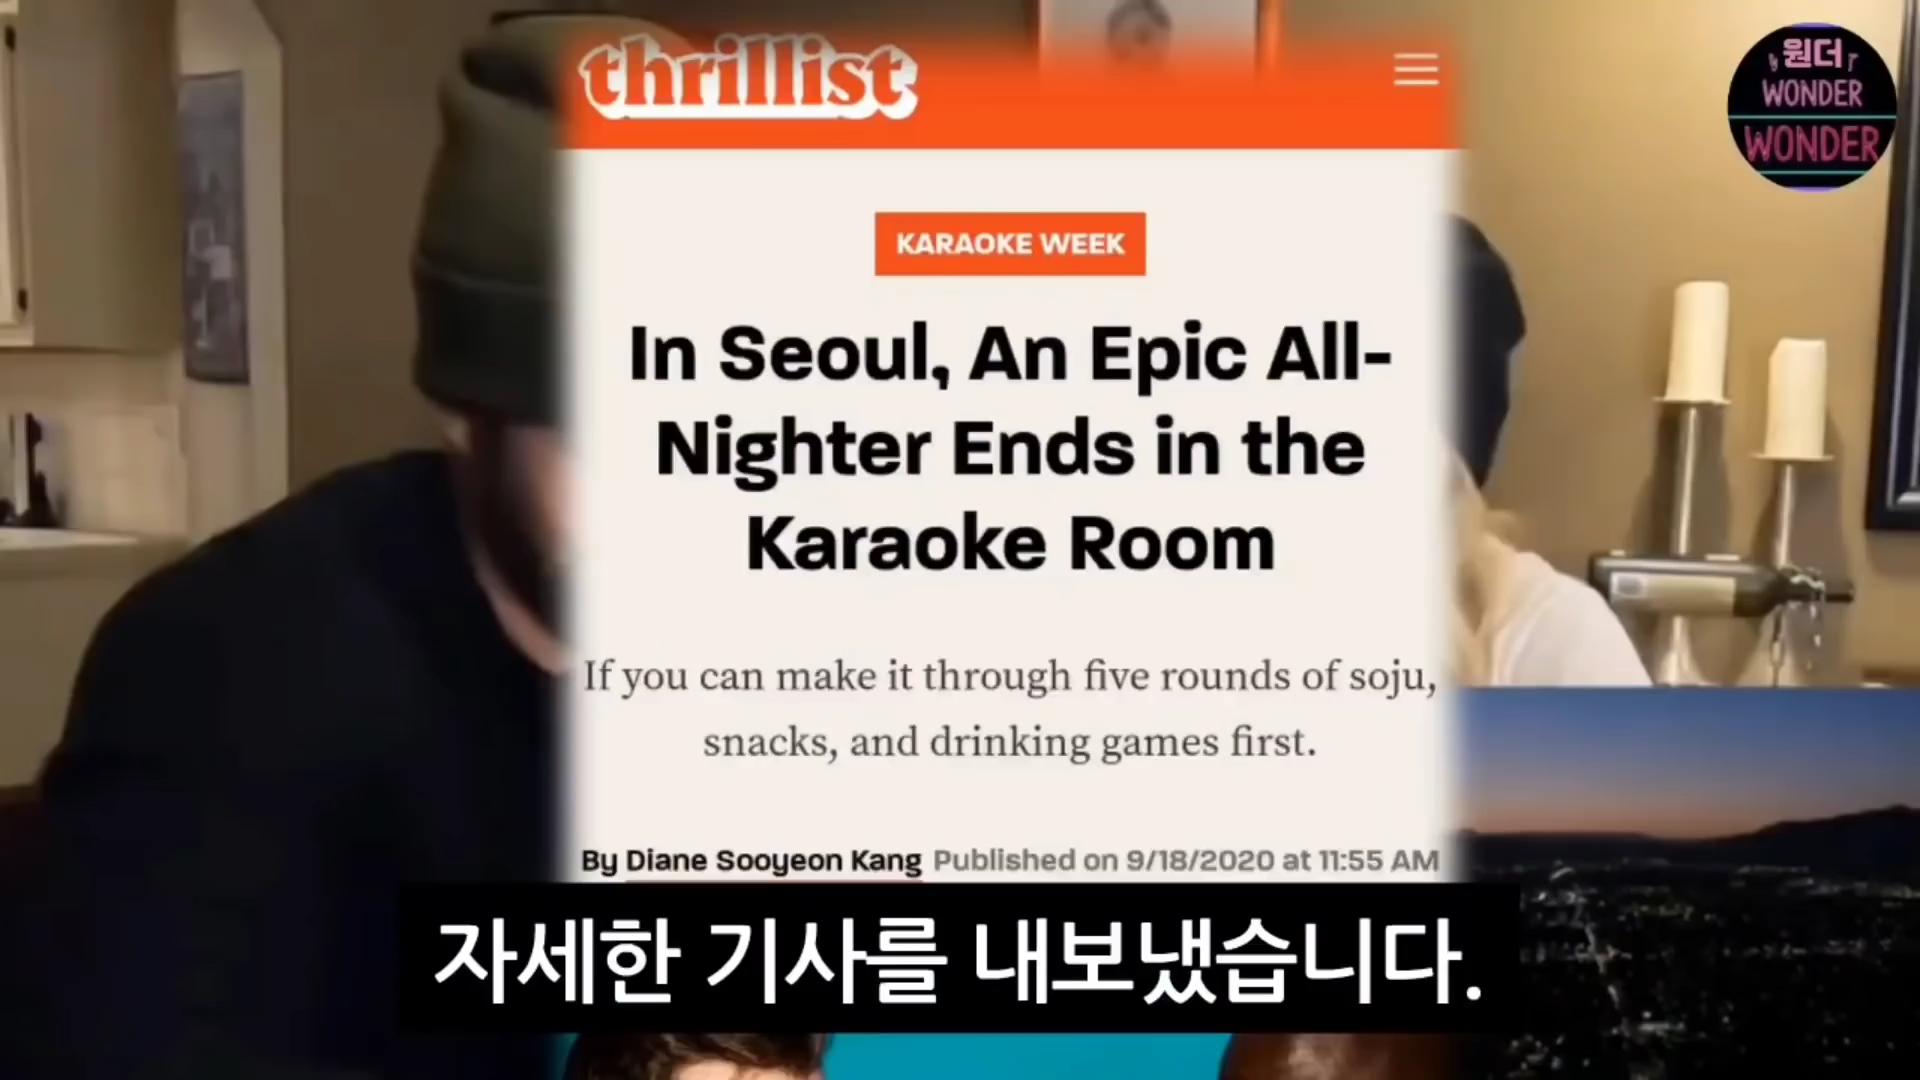 thrillist
원더
WONDER
WONDER
KARAOKE WEEK
In Seoul, An Epic All-
Nighter Ends in the
Karaoke Room
If you can make it through five rounds of soju,
snacks, and drinking games first.
By Diane Sooyeon Kang Published on 9/18/2020 at 11:55 AM
자세한 기사를 내보냈습니다.